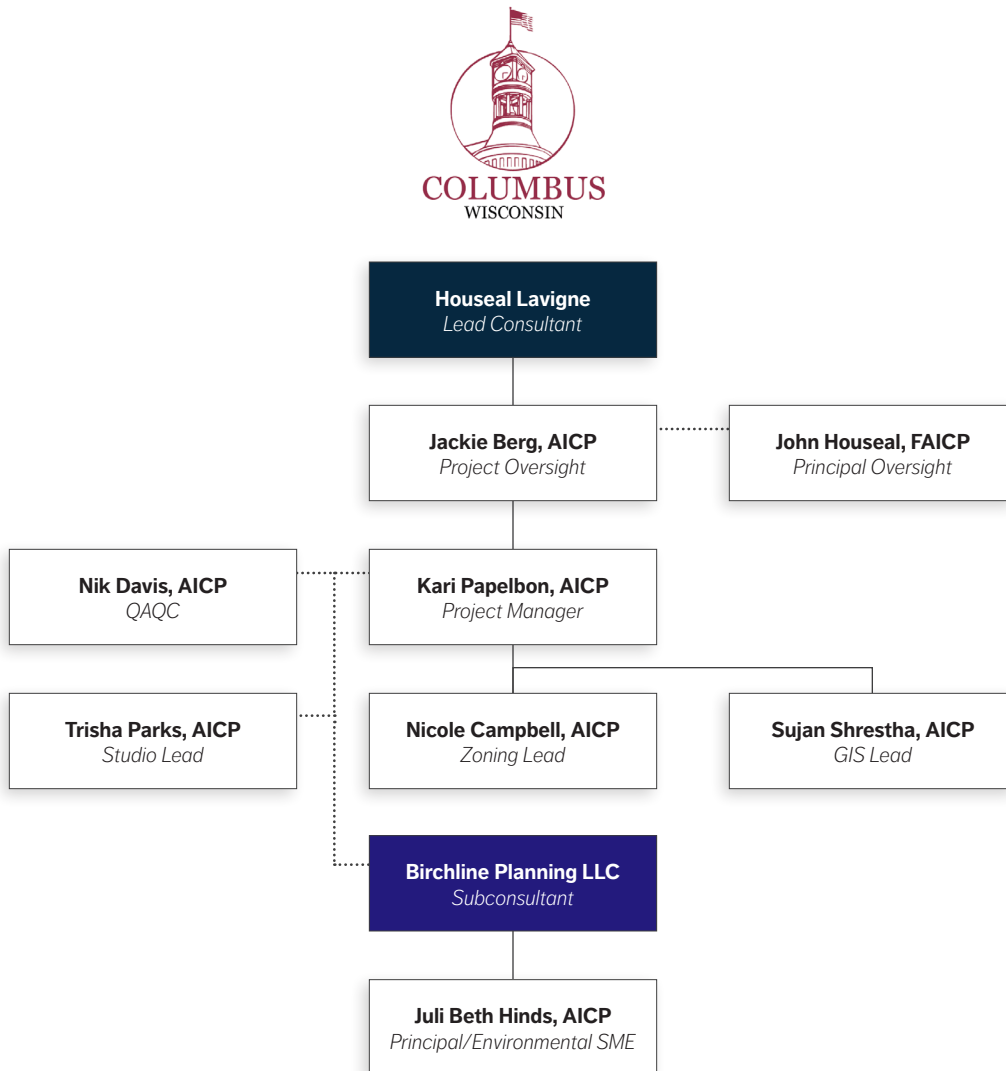 COLUMBUS
WISCONSIN
Houseal Lavigne
Lead Consultant
Jackie Berg, AICP
Project Oversight
John Houseal, FAICP
Principal Oversight
Nik Davis, AICP
QAQC
Kari Papelbon, AICP
Project Manager
Trisha Parks, AICP
Studio Lead
Nicole Campbell, AICP
Zoning Lead
Sujan Shrestha, AICP
GIS Lead
Birchline Planning LLC
Subconsultant
Juli Beth Hinds, AICP
Principal/Environmental SME